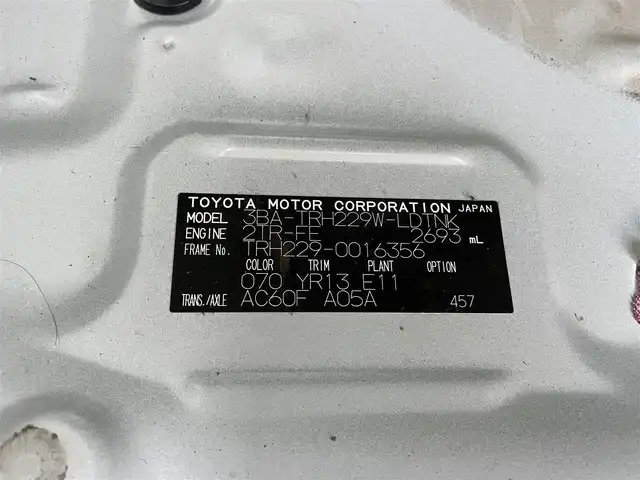 TOYOTA MOTOR CORPORATION JAPAN
MODEL 3BA-TRH229W-LDTNK
ENGINE 2TR-FE 2693 mL
FRAME No. TRH229-0016356
COLOR TRIM PLANT OPTION
070 YR13 E11
TRANS./AXLE AC60F A05A 457